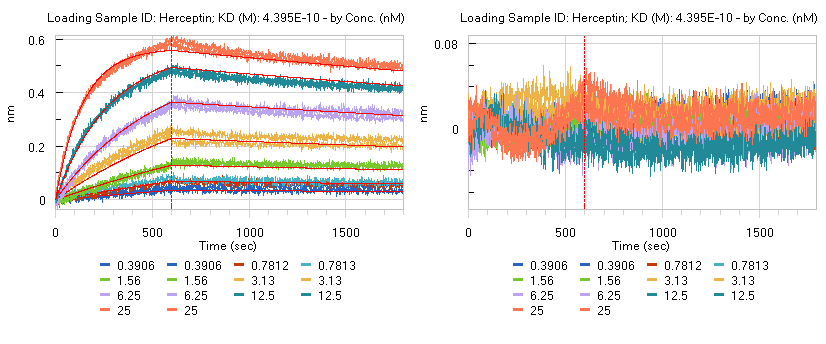 Loading Sample ID: Herceptin; KD (M): 4.395E-10 - by Conc. (nM)
0.6
0.4
0.2
0
nm
0 500 1000 1500
Time (sec)
0.3906 0.3906 0.7812 0.7813
1.56 1.56 3.13 3.13
6.25 6.25 12.5 12.5
25 25
Loading Sample ID: Herceptin; KD (M): 4.395E-10 - by Conc. (nM)
0.08
0
nm
0 500 1000 1500
Time (sec)
0.3906 0.3906 0.7812 0.7813
1.56 1.56 3.13 3.13
6.25 6.25 12.5 12.5
25 25